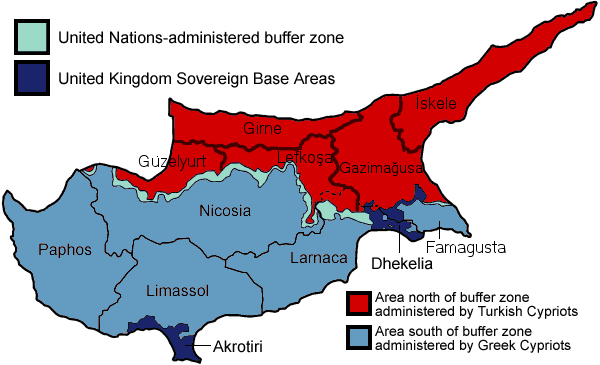 United Nations-administered buffer zone
United Kingdom Sovereign Base Areas
İskele
Girne
Güzelyurt
Lefkoşa
Gazimağusa
Nicosia
Paphos
Famagusta
Larnaca
Dhekelia
Limassol
Area north of buffer zone
administered by Turkish Cypriots
Area south of buffer zone
administered by Greek Cypriots
Akrotiri